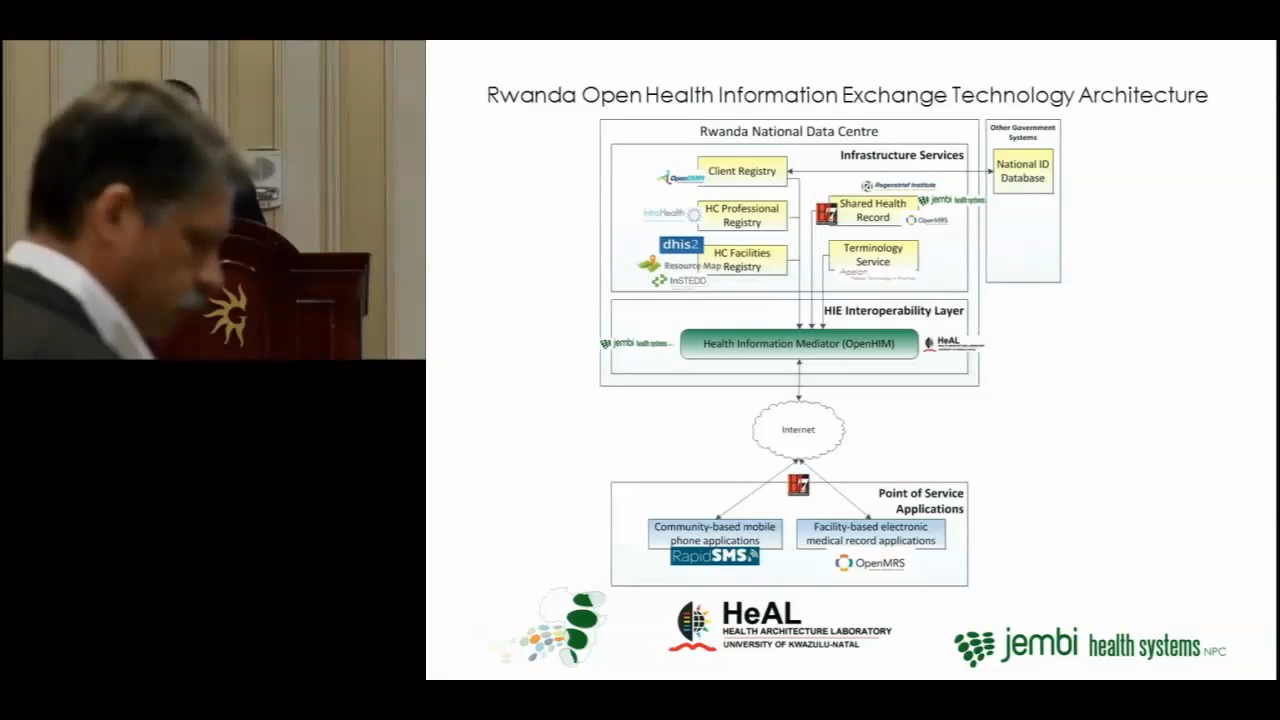 Rwanda Open Health Information Exchange Technology Architecture
Rwanda National Data Centre
Other Government
Systems
Infrastructure Services
National ID
Database
Client Registry
Regenstrief Institute
IntraHealth
HC Professional
Registry
Shared Health
Record
jembi health systems
OpenMRS
dhis2
Resource Map
InSTEDD
HC Facilities
Registry
Terminology
Service
HIE Interoperability Layer
jembi health systems
Health Information Mediator (OpenHIM)
HeAL
Internet
Point of Service
Applications
Community-based mobile
phone applications
RapidSMS
Facility-based electronic
medical record applications
OpenMRS
HeAL
HEALTH ARCHITECTURE LABORATORY
UNIVERSITY OF KWAZULU-NATAL
jembi health systems NPC